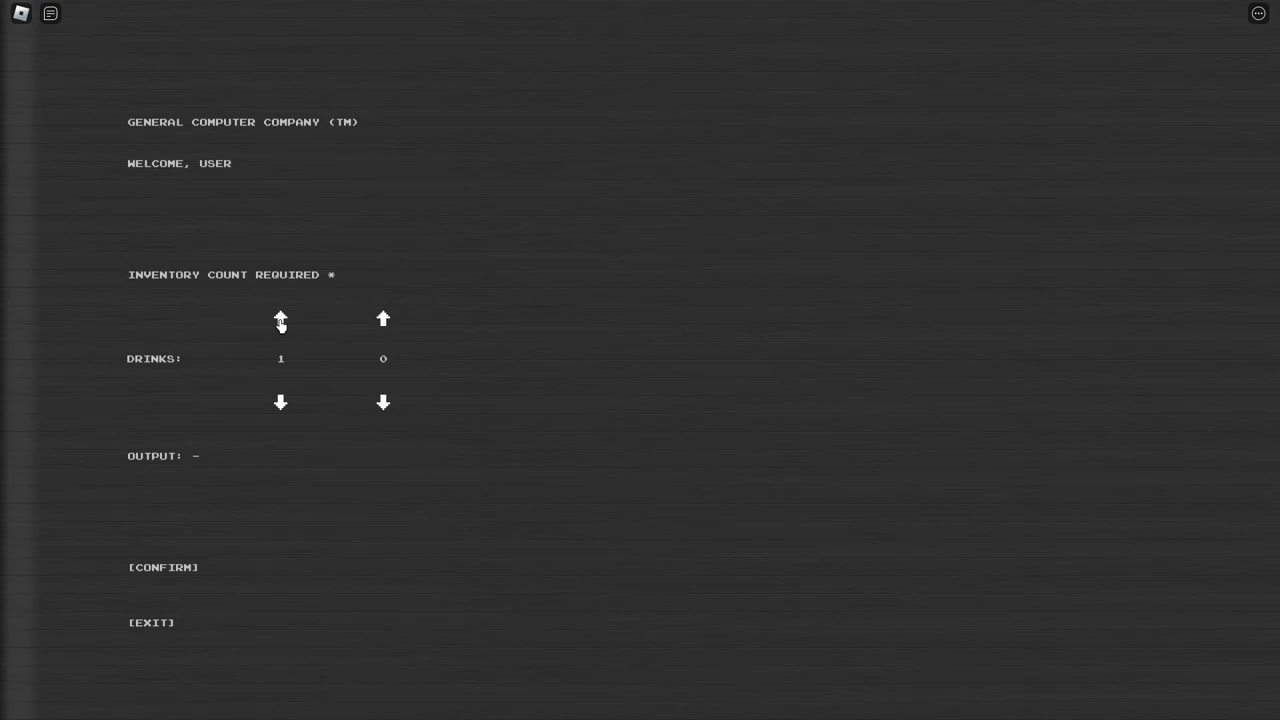 GENERAL COMPUTER COMPANY (TM)
WELCOME, USER
INVENTORY COUNT REQUIRED *
DRINKS: 1 0
OUTPUT: -
[CONFIRM]
[EXIT]